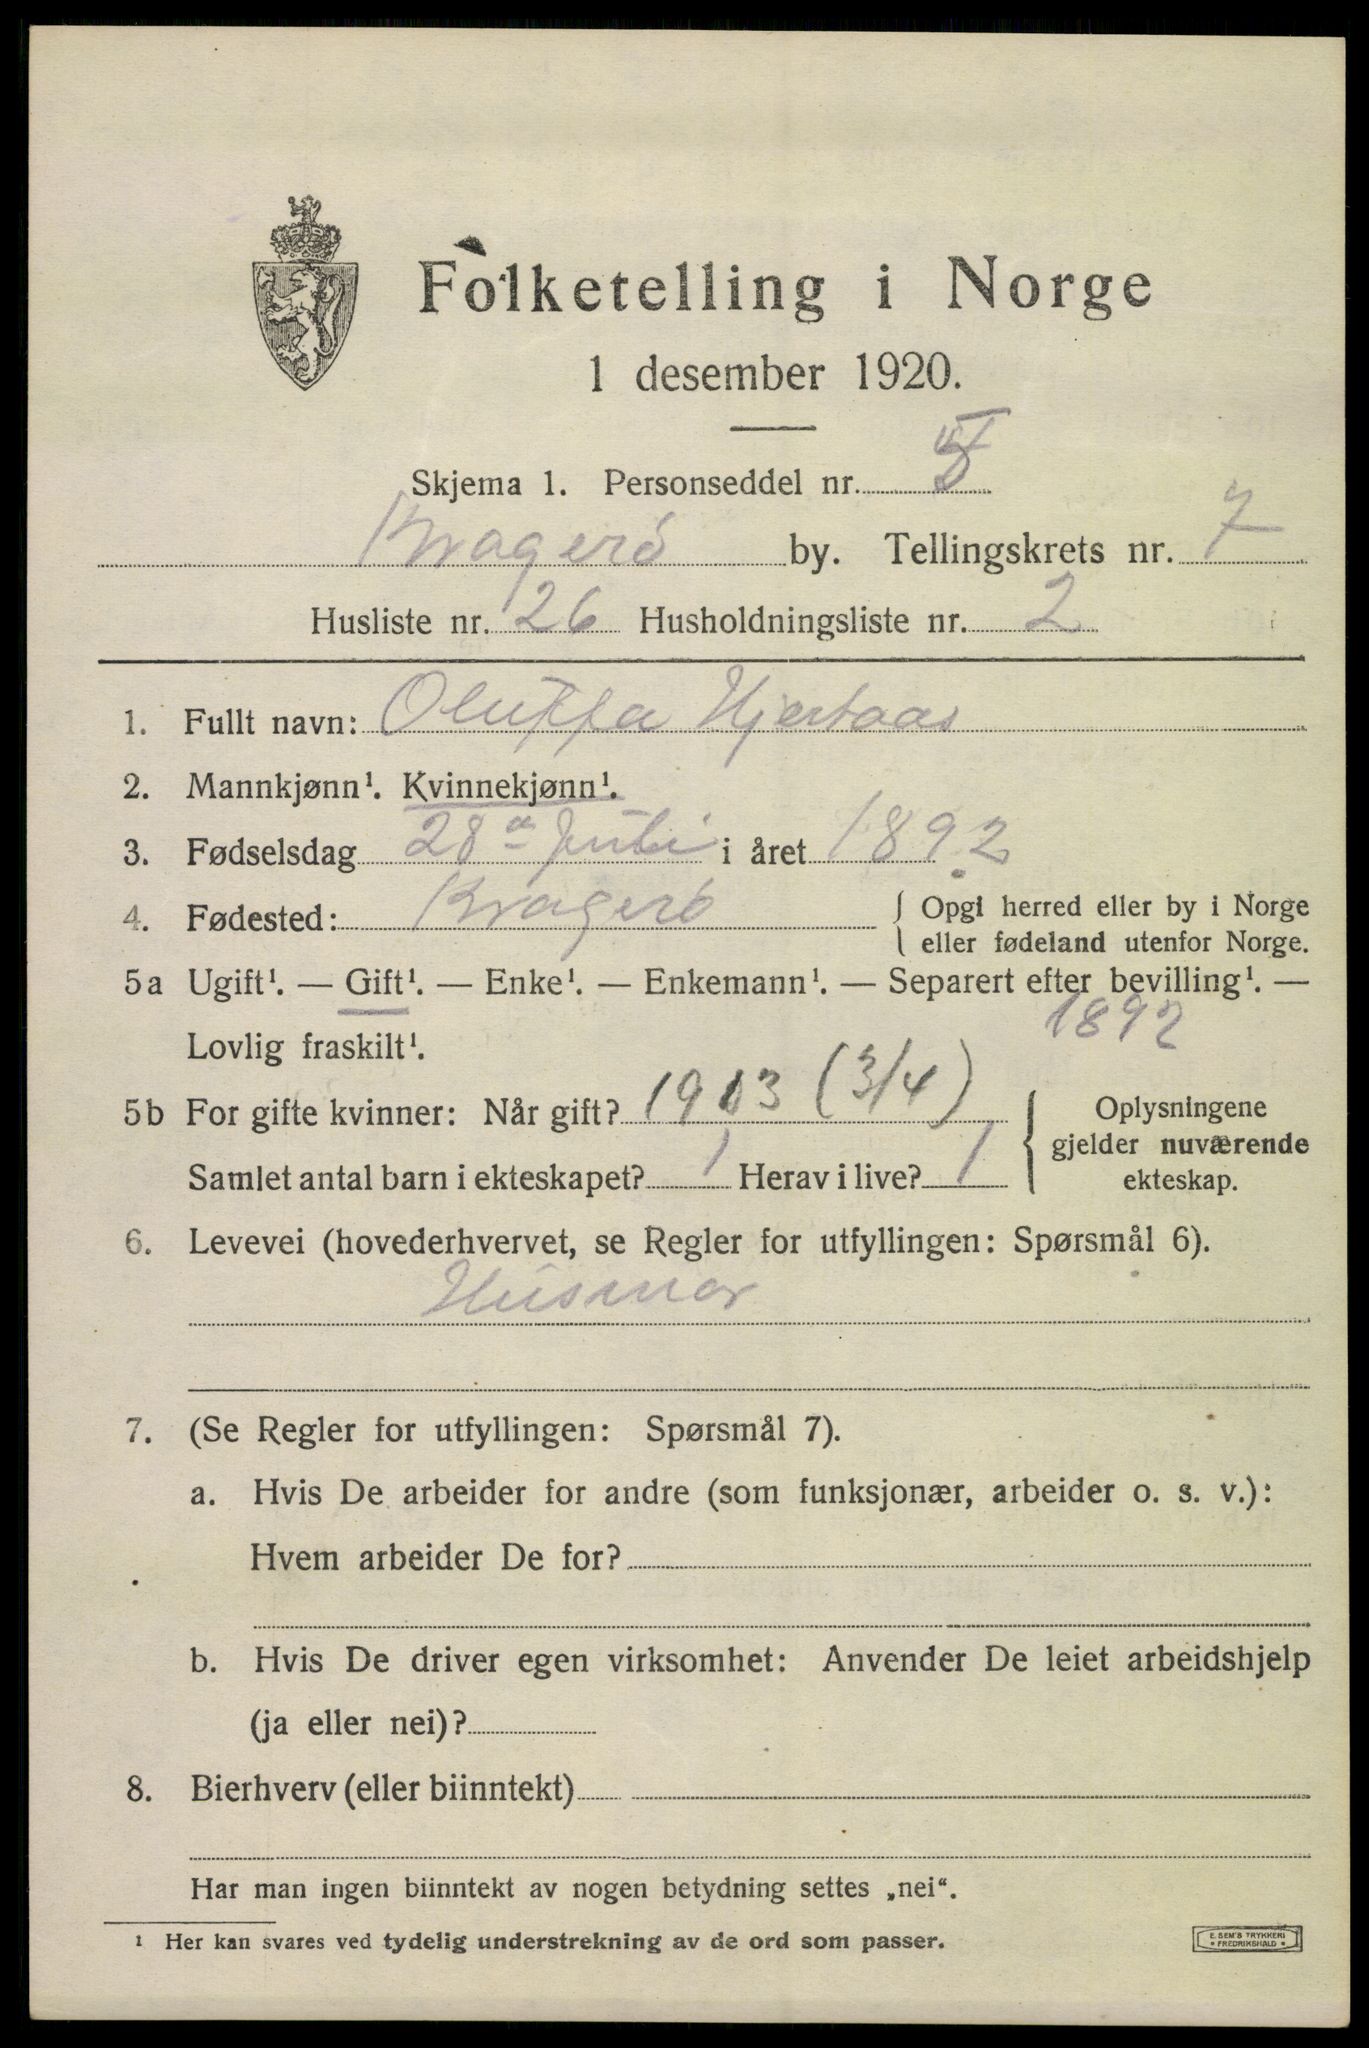 Folketelling i Norge
1 desember 1920.
Skjema 1. Personseddel nr.
Kragerö by. Tellingskrets nr. 7
Husliste nr. 26 Husholdningsliste nr. 2
1. Fullt navn: Oluffa Hjertaas
2. Mannkjønn¹. Kvinnekjønn¹.
3. Fødselsdag 28de Juli i året 1892
4. Fødested: Kragerö { Opgi herred eller by i Norge
eller fødeland utenfor Norge.
5a Ugift¹. — Gift¹. — Enke¹. — Enkemann¹. — Separert efter bevilling¹. —
Lovlig fraskilt¹. 1892
5b For gifte kvinner: Når gift? 1913 (3/4)
Samlet antal barn i ekteskapet? 1 Herav i live? 1
Oplysningene
gjelder nuværende
ekteskap.
6. Levevei (hovederhvervet, se Regler for utfyllingen: Spørsmål 6).
Husmor
7. (Se Regler for utfyllingen: Spørsmål 7).
a. Hvis De arbeider for andre (som funksjonær, arbeider o. s. v.):
Hvem arbeider De for?
b. Hvis De driver egen virksomhet: Anvender De leiet arbeidshjelp
(ja eller nei)?
8. Bierhverv (eller biinntekt)
Har man ingen biinntekt av nogen betydning settes „nei“.
¹ Her kan svares ved tydelig understrekning av de ord som passer.
E. SEM'S TRYKKERI
• FREDRIKSHALD •